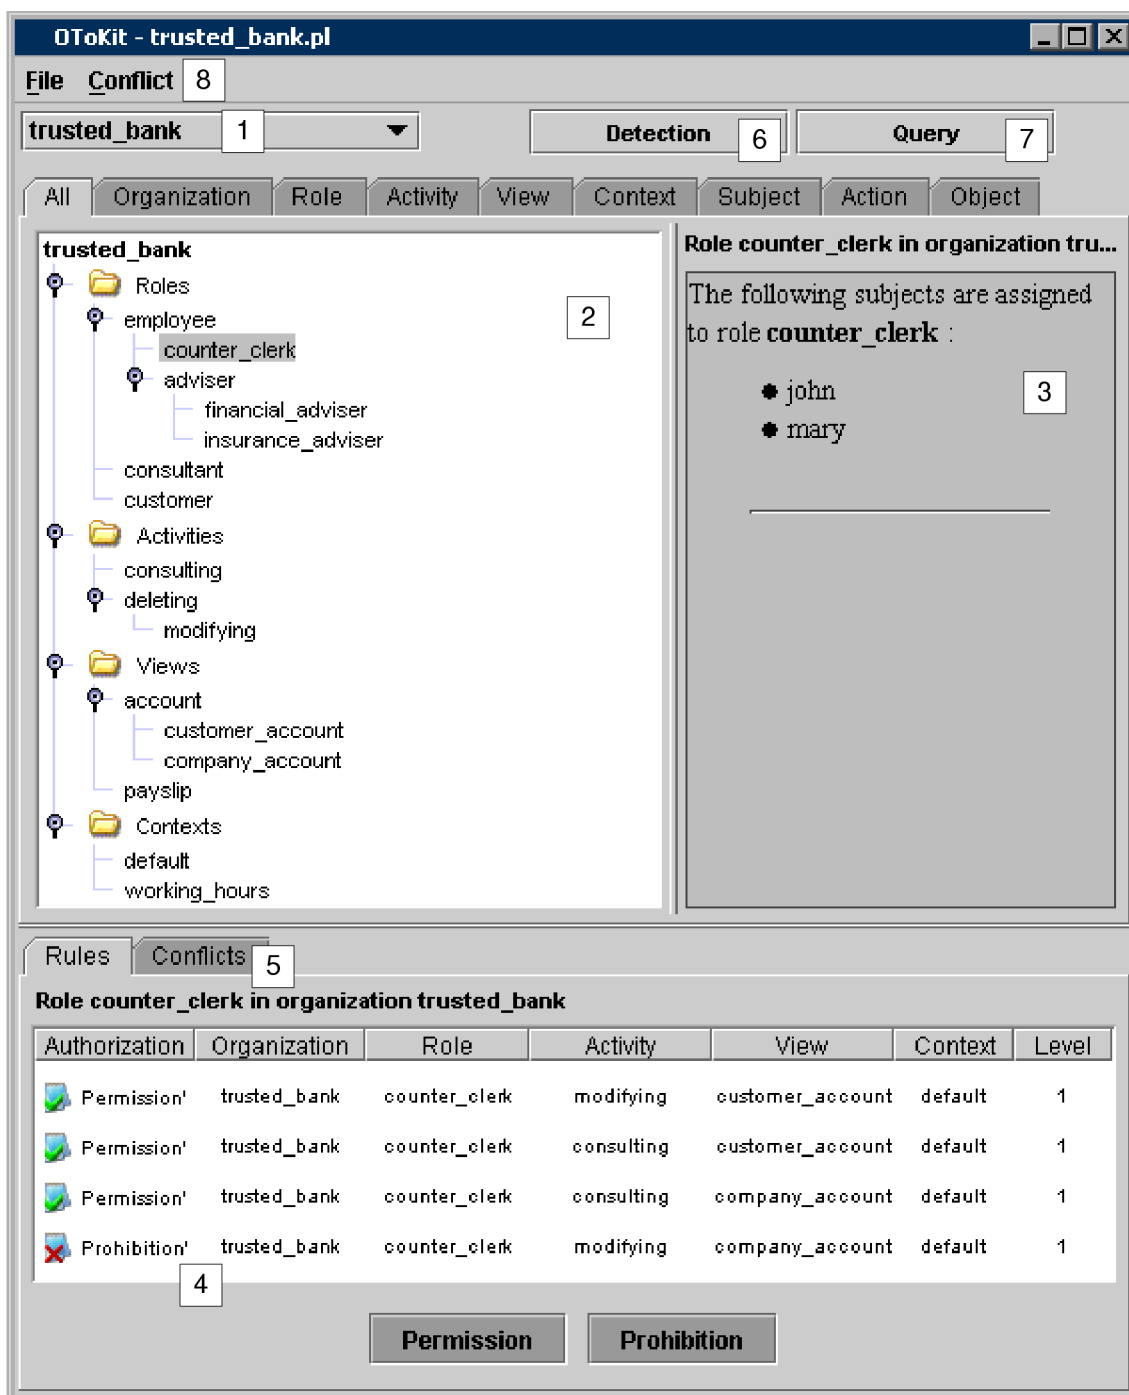 OToKit - trusted_bank.pl
File Conflict 8
trusted_bank 1 Detection 6 Query 7
All Organization Role Activity View Context Subject Action Object
trusted_bank
Roles
employee
counter_clerk
adviser
financial_adviser
insurance_adviser
consultant
customer
Activities
consulting
deleting
modifying
Views
account
customer_account
company_account
payslip
Contexts
default
working_hours
2
Role counter_clerk in organization tru...
The following subjects are assigned
to role counter_clerk :
john
mary
3
Rules Conflicts 5
Role counter_clerk in organization trusted_bank
Authorization Organization Role Activity View Context Level
Permission' trusted_bank counter_clerk modifying customer_account default 1
Permission' trusted_bank counter_clerk consulting customer_account default 1
Permission' trusted_bank counter_clerk consulting company_account default 1
Prohibition' trusted_bank counter_clerk modifying company_account default 1
4
Permission Prohibition